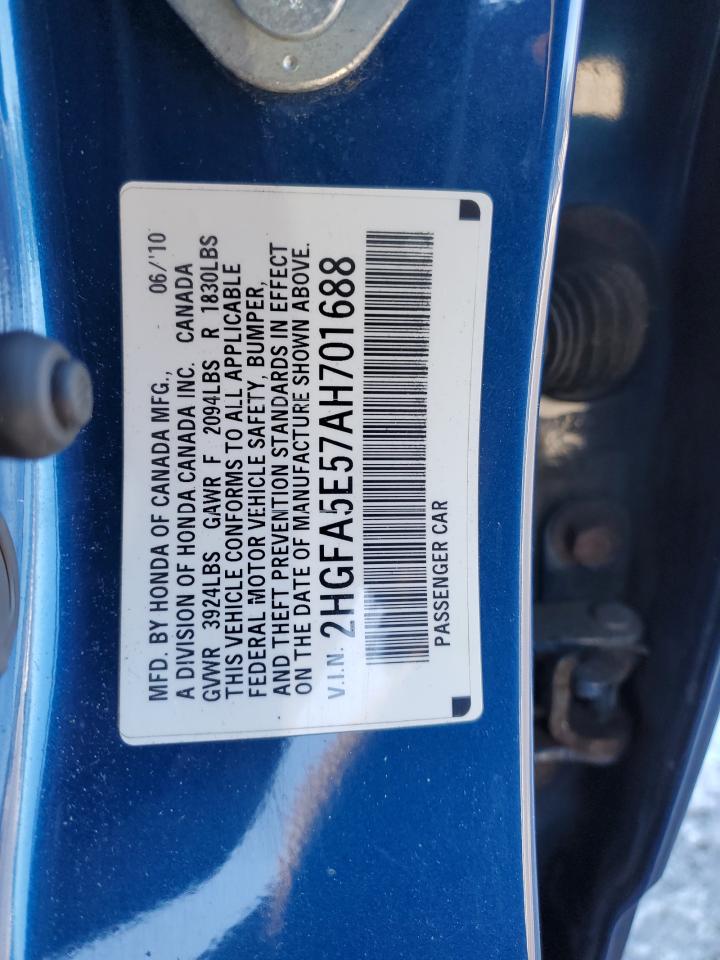 MFD. BY HONDA OF CANADA MFG., 06/'10
A DIVISION OF HONDA CANADA INC. CANADA
GVWR 3924LBS GAWR F 2094LBS R 1830LBS
THIS VEHICLE CONFORMS TO ALL APPLICABLE
FEDERAL MOTOR VEHICLE SAFETY, BUMPER,
AND THEFT PREVENTION STANDARDS IN EFFECT
ON THE DATE OF MANUFACTURE SHOWN ABOVE.
V.I.N. 2HGFA5E57AH701688
PASSENGER CAR